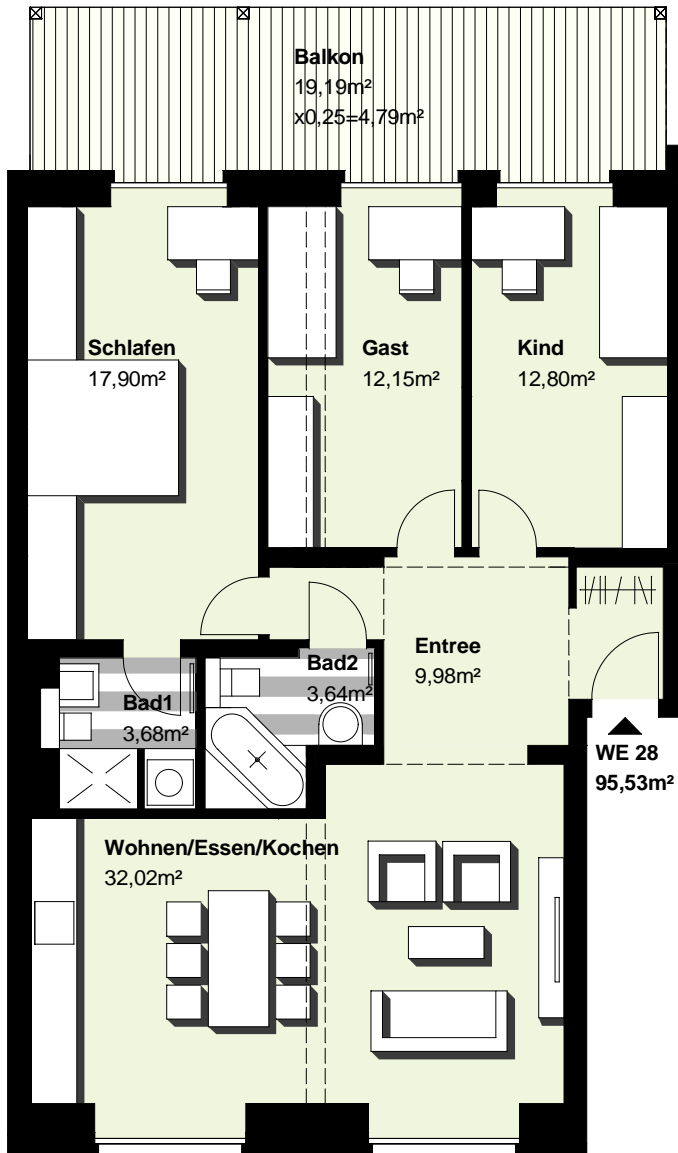 Balkon
19,19m²
x0,25=4,79m²
Schlafen
17,90m²
Gast
12,15m²
Kind
12,80m²
Entree
9,98m²
Bad2
3,64m²
Bad1
3,68m²
WE 28
95,53m²
Wohnen/Essen/Kochen
32,02m²